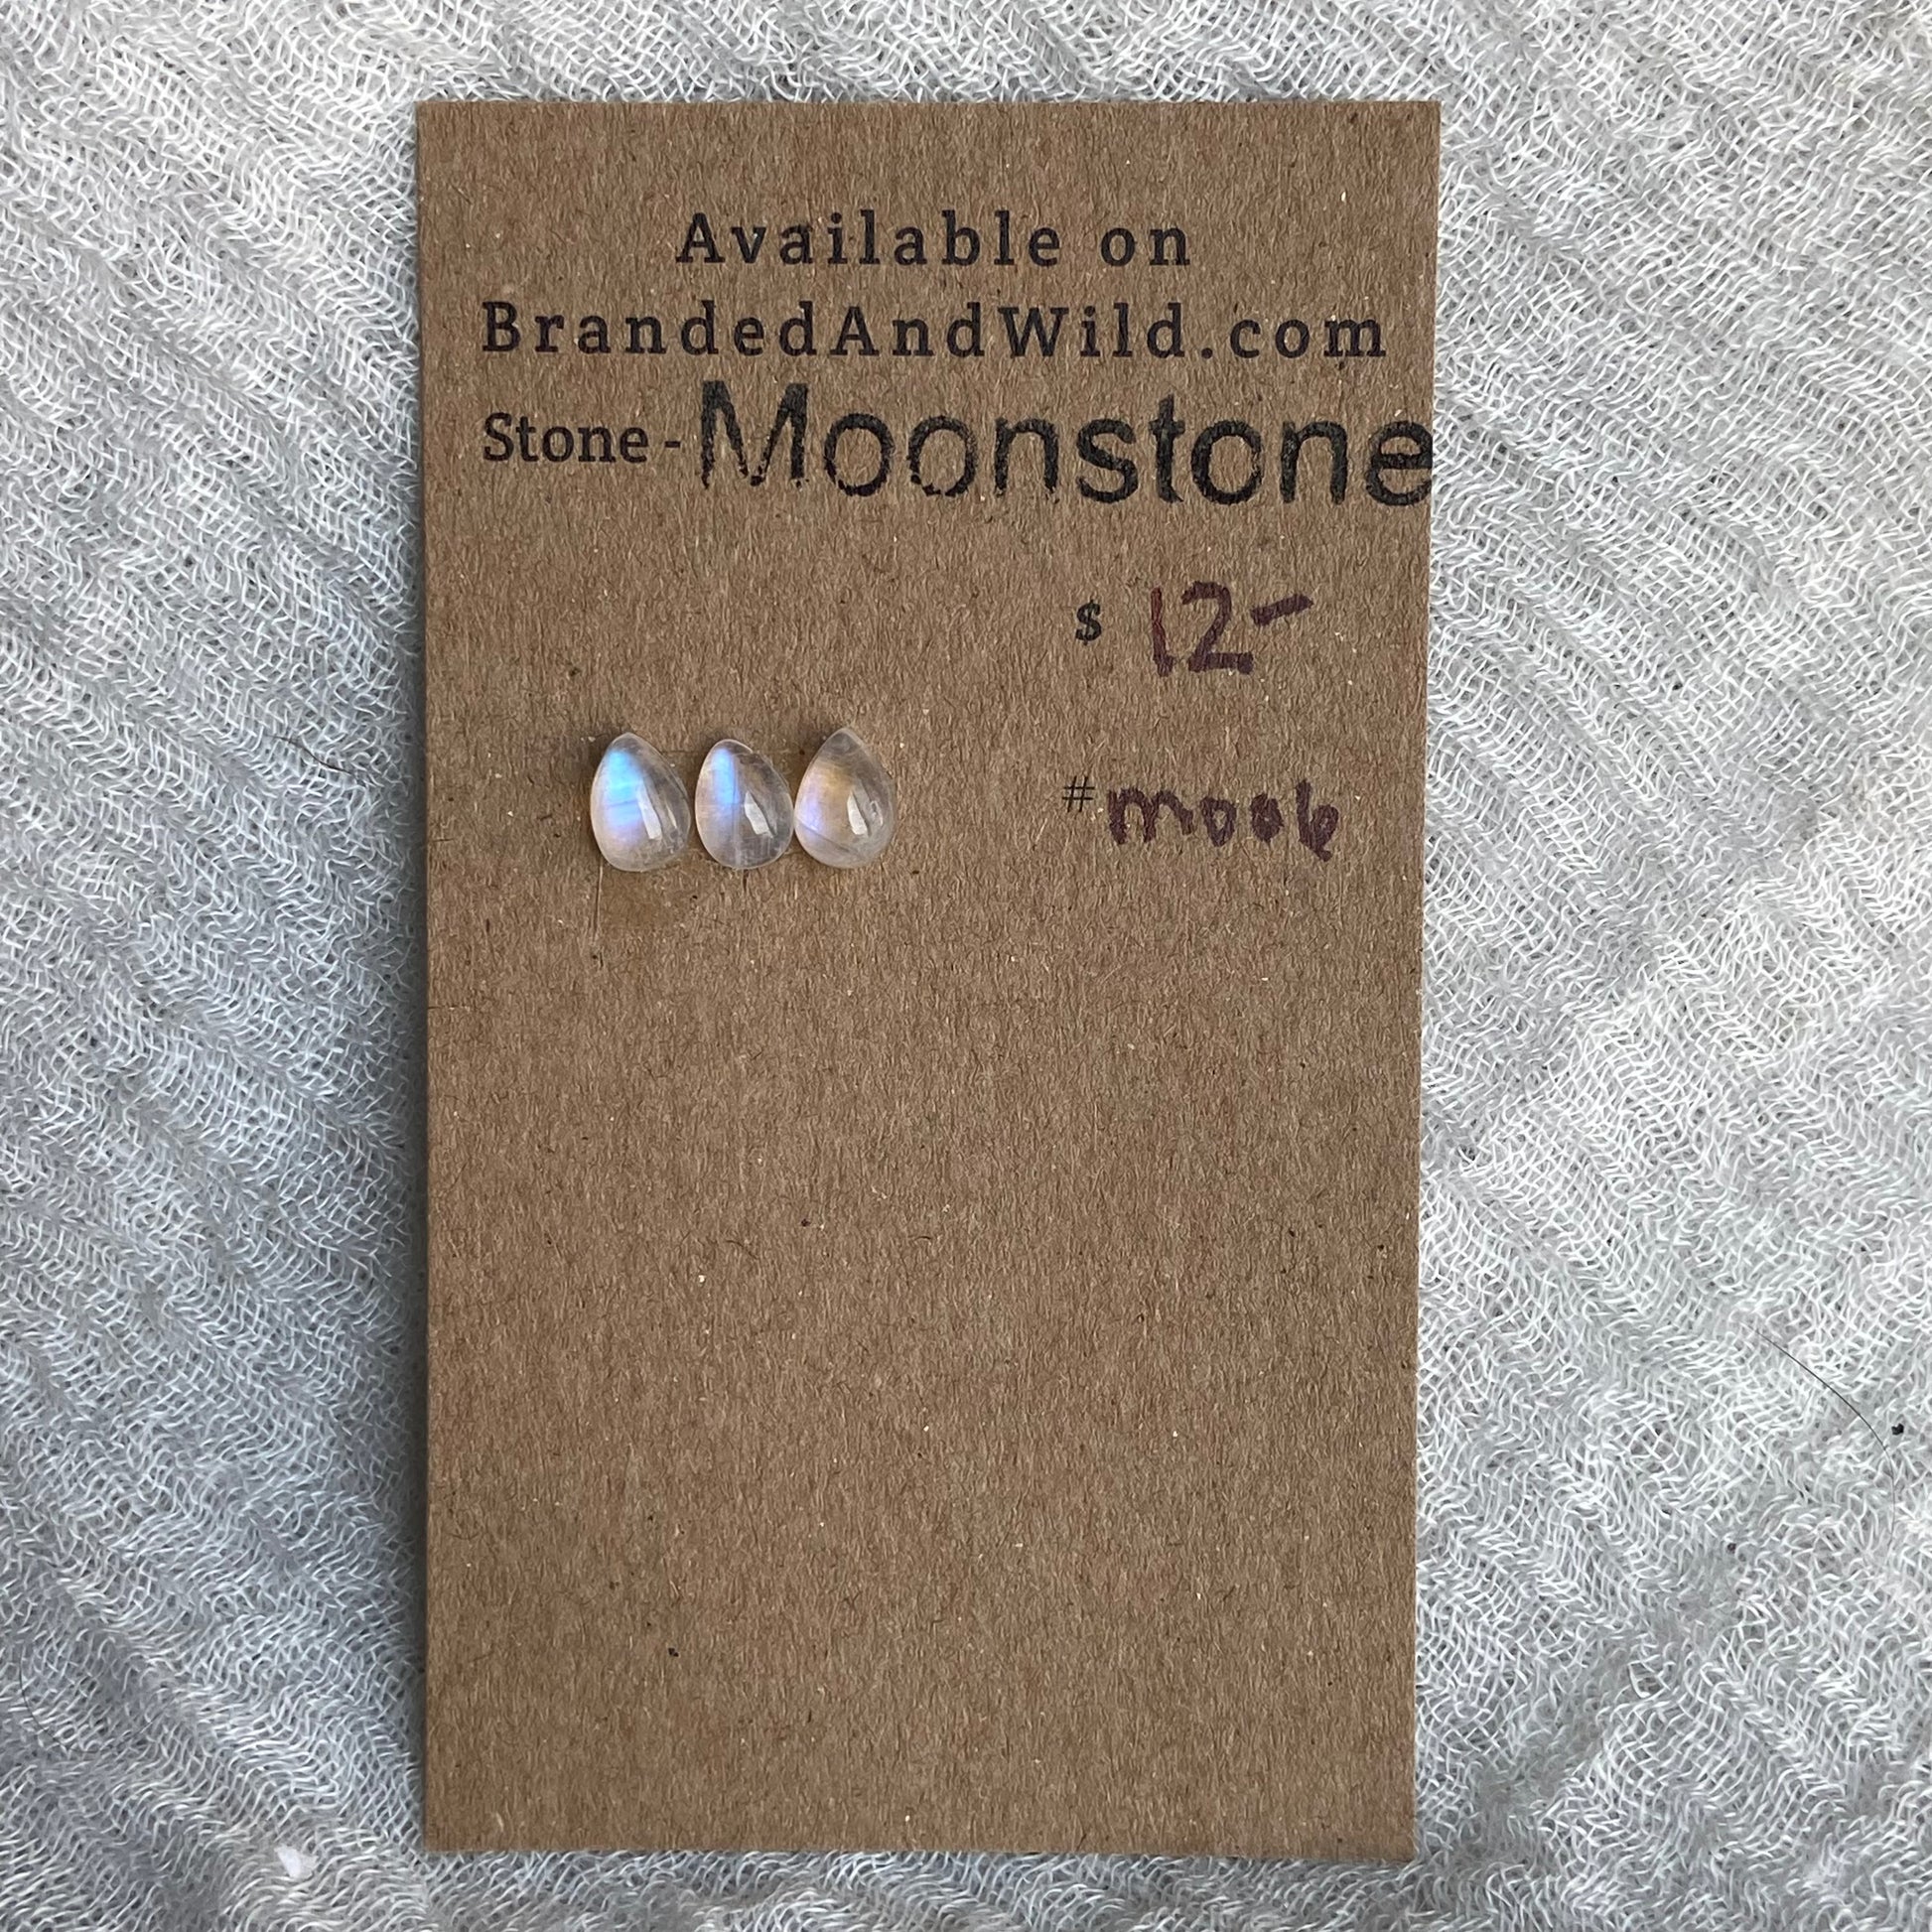 Available on
BrandedAndWild.com
Stone - Moonstone
$ 12-
# moo6